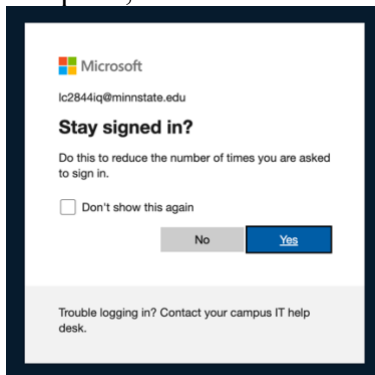 Microsoft
lc2844iq@minnstate.edu
Stay signed in?
Do this to reduce the number of times you are asked
to sign in.
Don't show this again
No
Yes
Trouble logging in? Contact your campus IT help
desk.